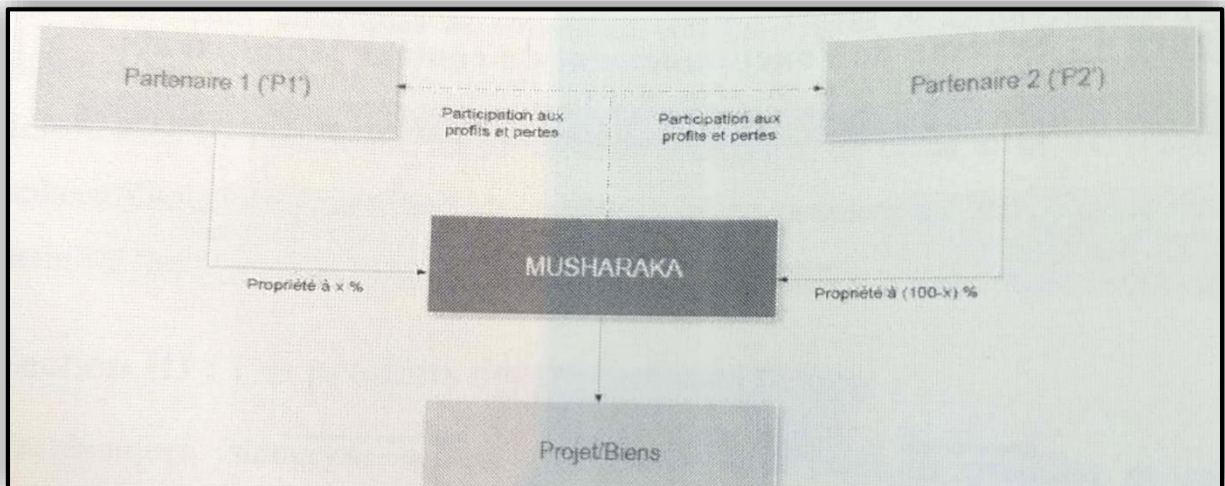 Partenaire 1 ('P1')
Partenaire 2 ('P2')
Participation aux
profits et pertes
Participation aux
profits et pertes
MUSHARAKA
Propriété à x %
Propriété à (100-x) %
Projet/Biens